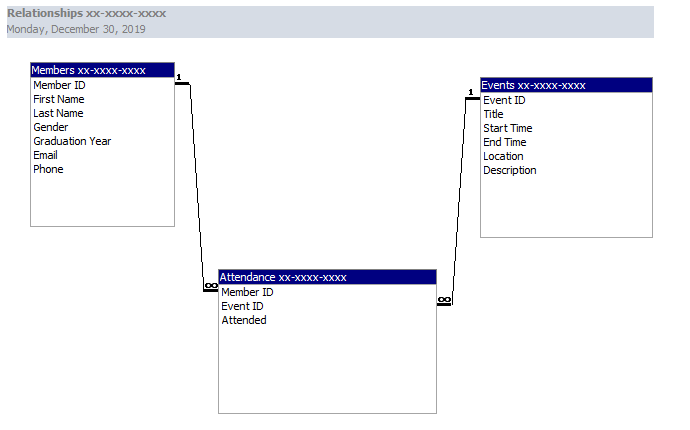 Relationships xx-xxxx-xxxx
Monday, December 30, 2019
Members xx-xxxx-xxxx
Member ID
First Name
Last Name
Gender
Graduation Year
Email
Phone
1
1
Events xx-xxxx-xxxx
Event ID
Title
Start Time
End Time
Location
Description
∞
Attendance xx-xxxx-xxxx
Member ID
Event ID
Attended
∞